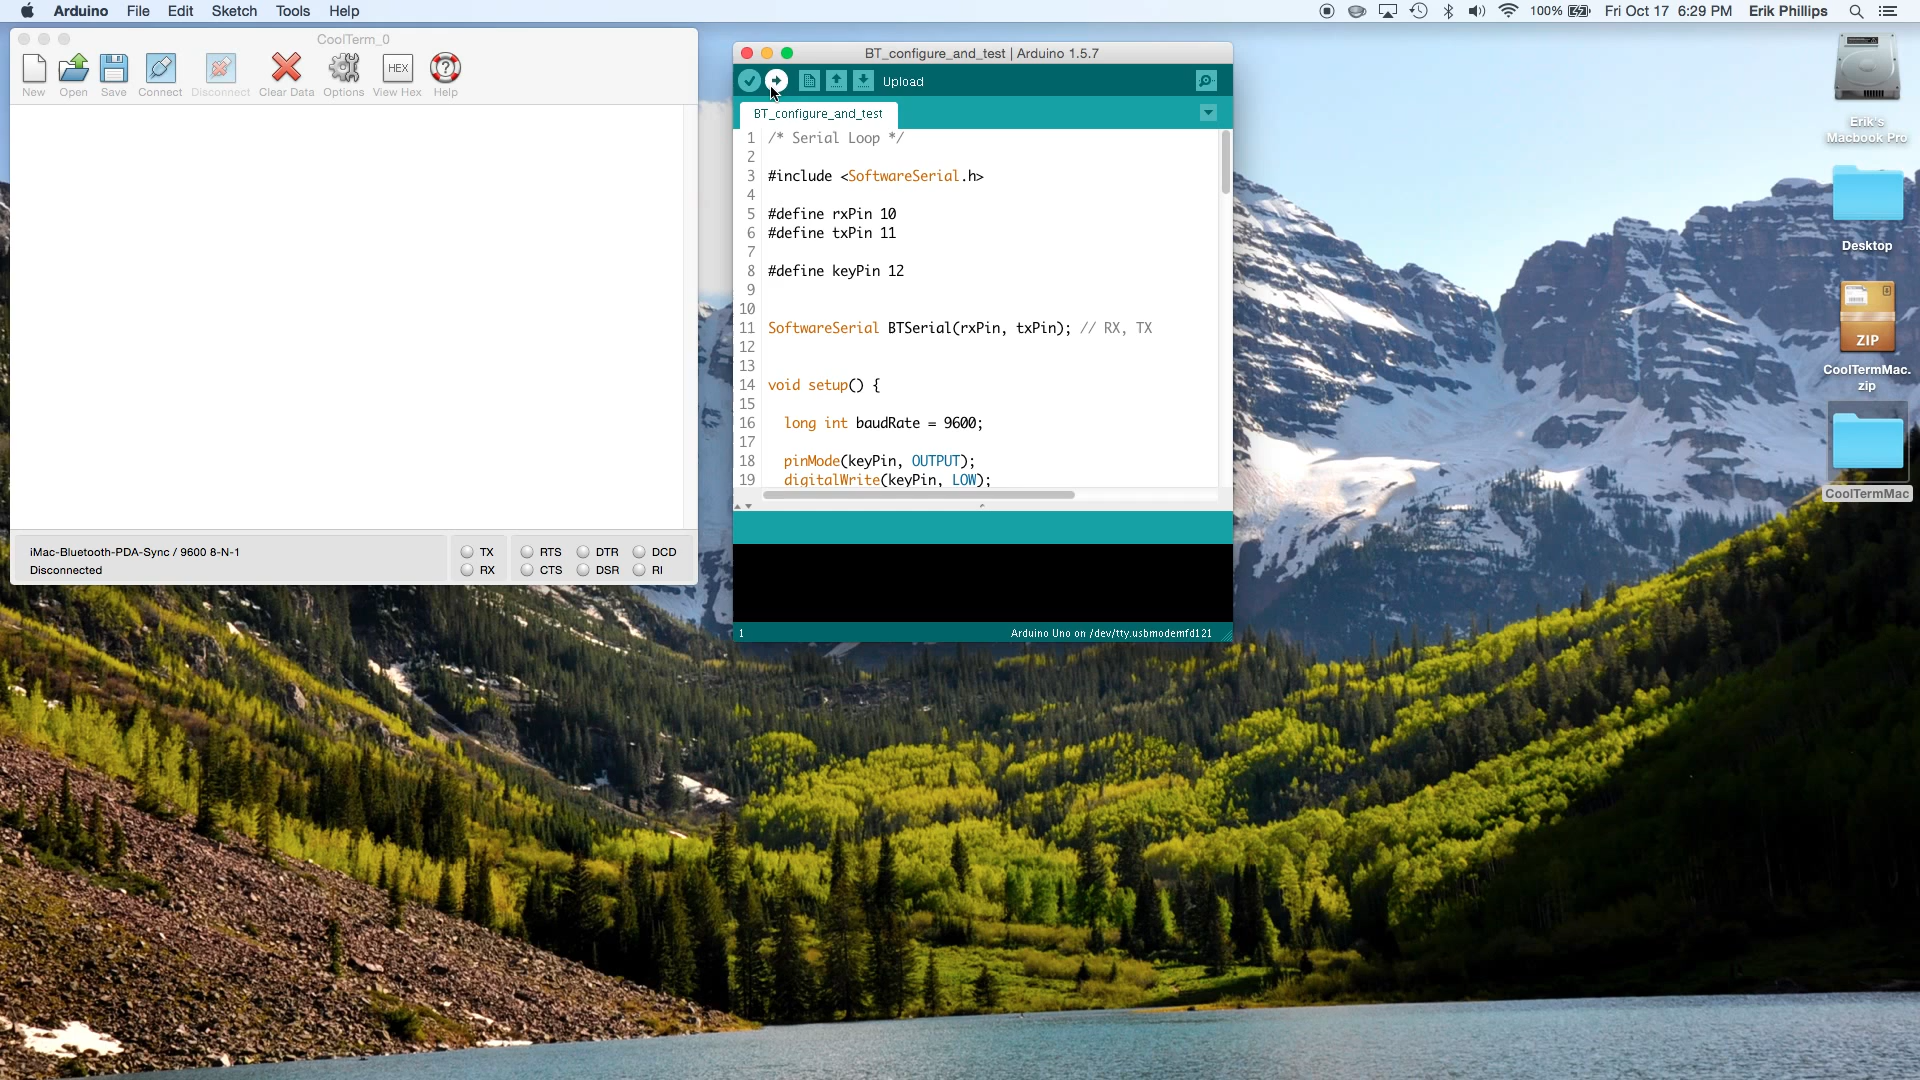 Arduino File Edit Sketch Tools Help
100% Fri Oct 17 6:29 PM Erik Phillips
CoolTerm_0
HEX
New Open Save Connect Disconnect Clear Data Options View Hex Help
iMac-Bluetooth-PDA-Sync / 9600 8-N-1
Disconnected
TX RTS DTR DCD
RX CTS DSR RI
BT_configure_and_test | Arduino 1.5.7
Upload
BT_configure_and_test
1 /* Serial Loop */
2
3 #include <SoftwareSerial.h>
4
5 #define rxPin 10
6 #define txPin 11
7
8 #define keyPin 12
9
10
11 SoftwareSerial BTSerial(rxPin, txPin); // RX, TX
12
13
14 void setup() {
15
16 long int baudRate = 9600;
17
18 pinMode(keyPin, OUTPUT);
19 digitalWrite(keyPin, LOW);
1 Arduino Uno on /dev/tty.usbmodemfd121
Erik's
Macbook Pro
Desktop
ZIP
CoolTermMac.
zip
CoolTermMac